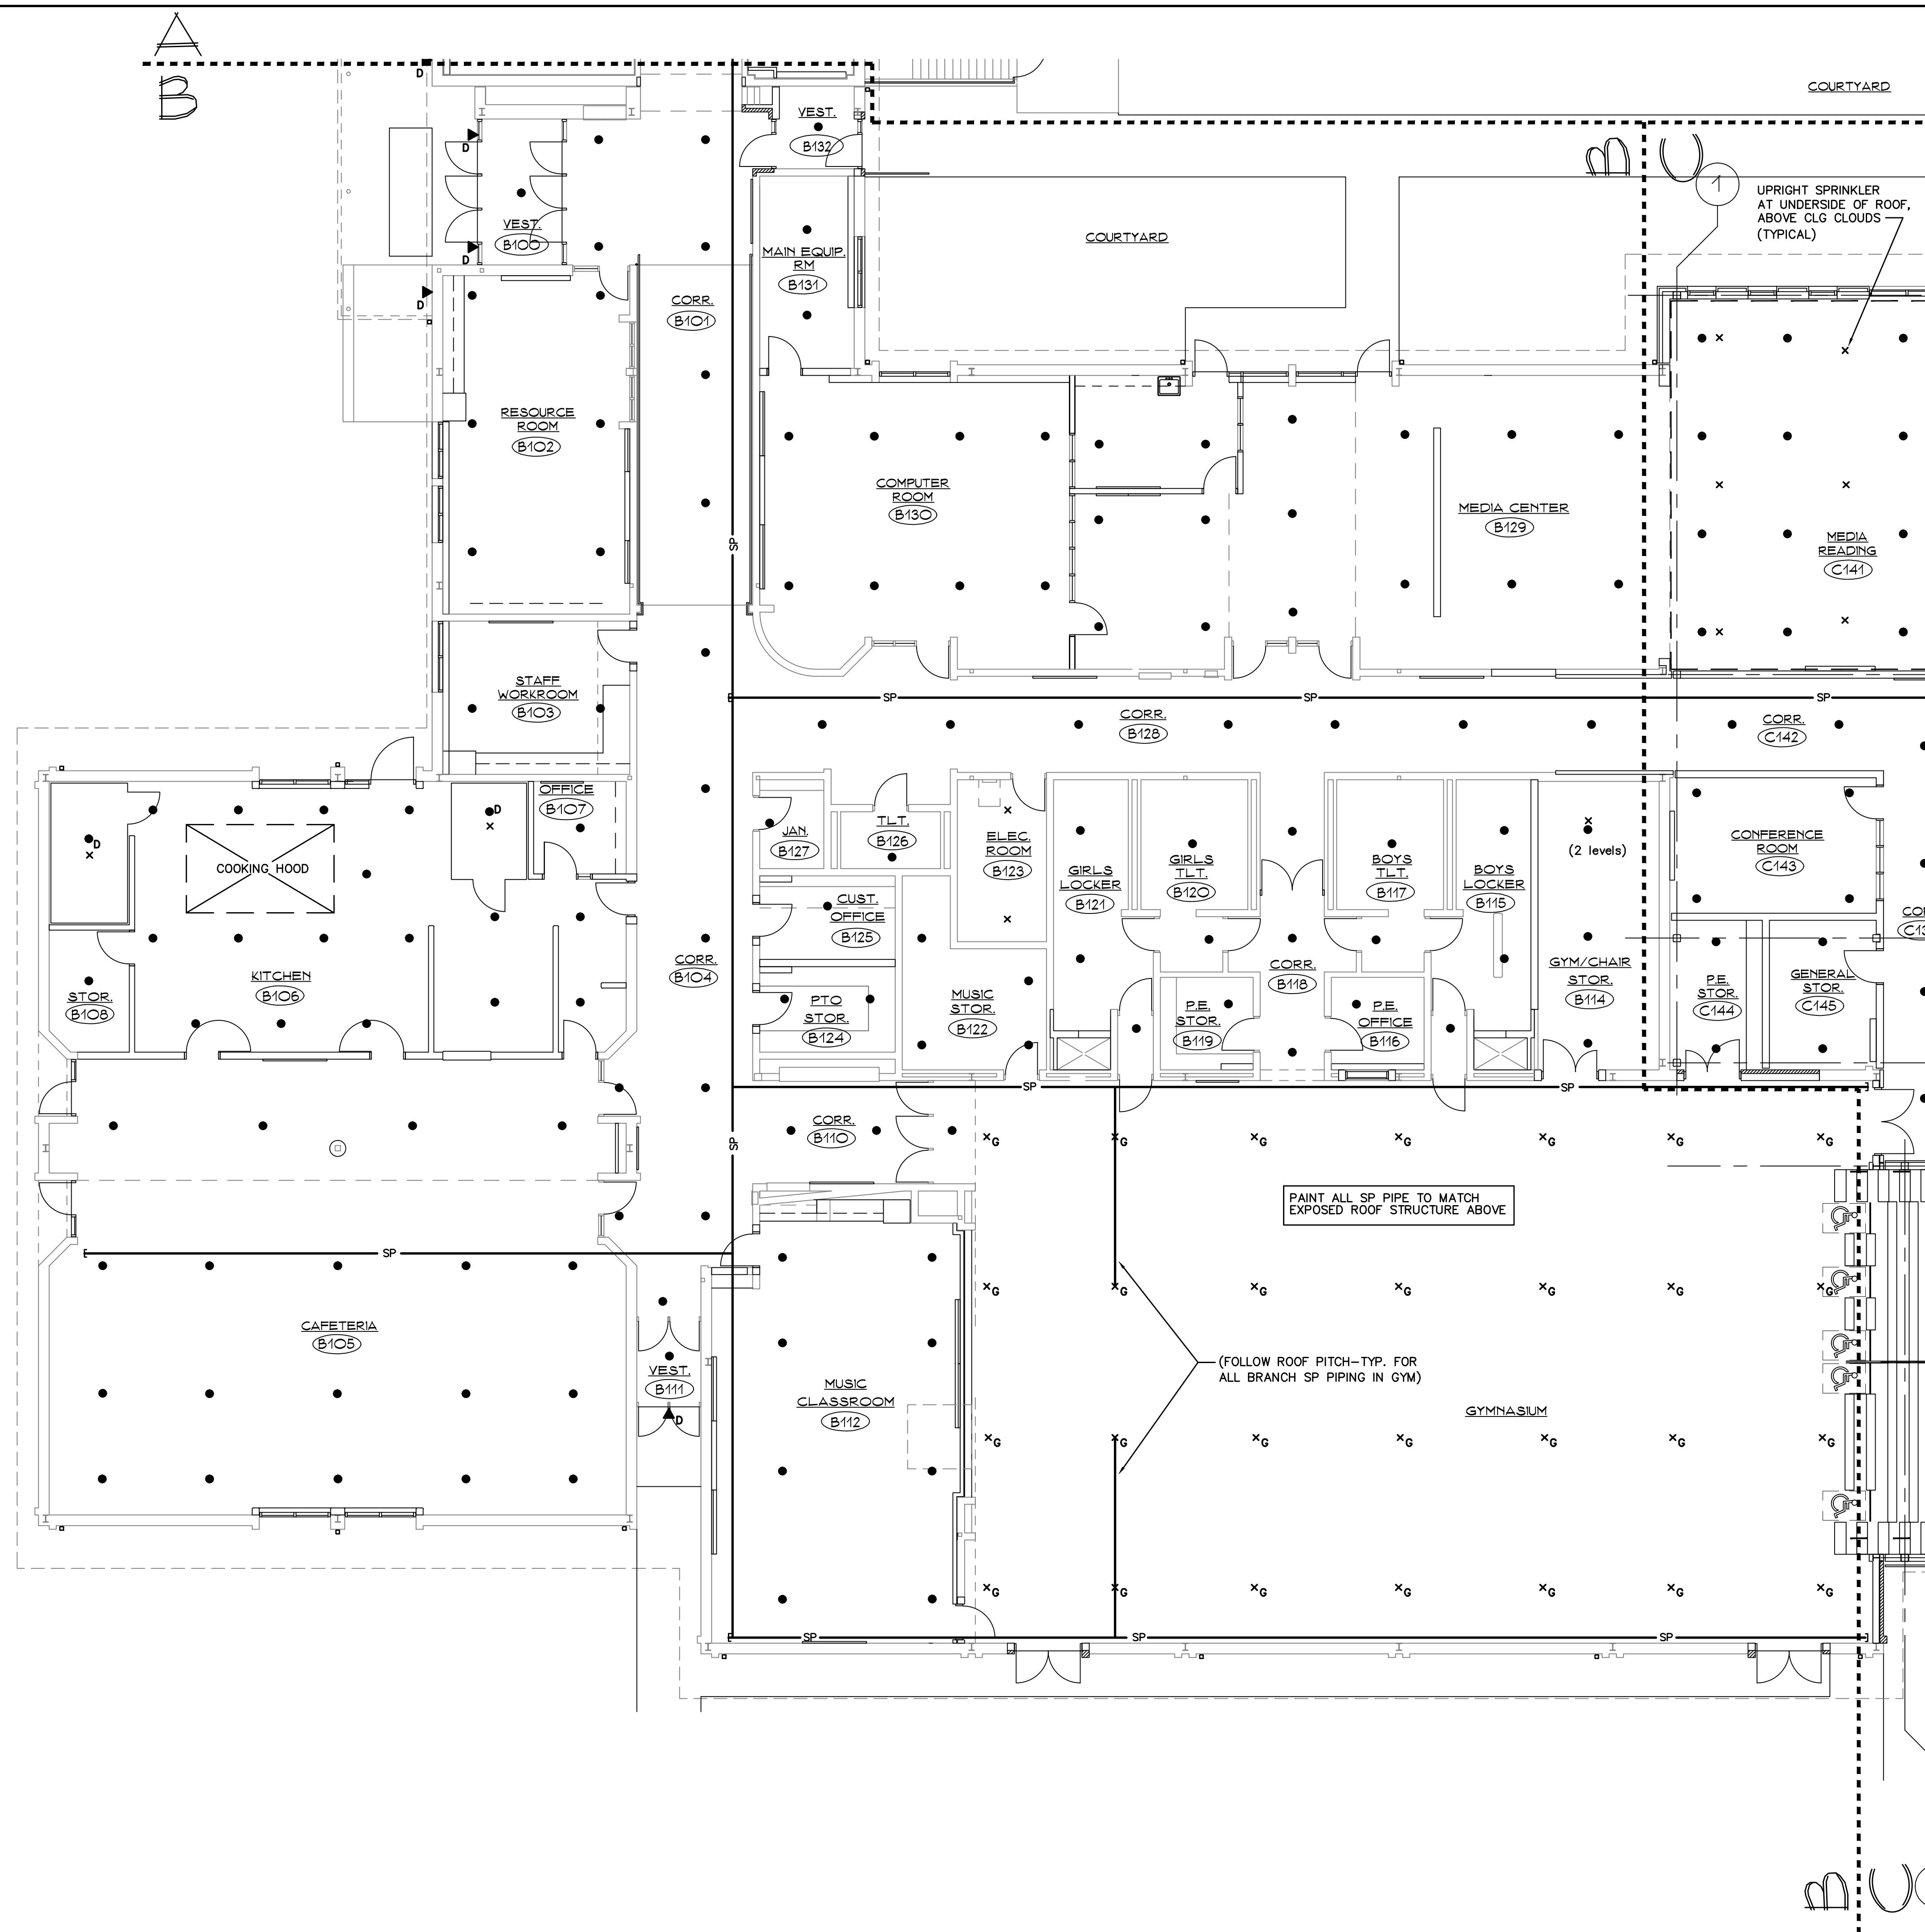 A
B
D
COURTYARD
VEST.
B132
B C
1
UPRIGHT SPRINKLER
AT UNDERSIDE OF ROOF,
ABOVE CLG CLOUDS
(TYPICAL)
D
VEST.
B100
D
D
MAIN EQUIP.
RM
B131
COURTYARD
CORR.
B101
RESOURCE
ROOM
B102
COMPUTER
ROOM
B130
MEDIA CENTER
B129
MEDIA
READING
C141
SP
STAFF
WORKROOM
B103
SP
SP
SP
CORR.
B128
CORR.
C142
OFFICE
B107
D
D
COOKING HOOD
JAN.
B127
TLT.
B126
ELEC.
ROOM
B123
GIRLS
LOCKER
B121
GIRLS
TLT.
B120
BOYS
TLT.
B117
BOYS
LOCKER
B115
(2 levels)
CONFERENCE
ROOM
C143
CUST.
OFFICE
B125
STOR.
B108
KITCHEN
B106
CORR.
B104
PTO
STOR.
B124
MUSIC
STOR.
B122
P.E.
STOR.
B119
CORR.
B118
P.E.
OFFICE
B116
GYM/CHAIR
STOR.
B114
P.E.
STOR.
C144
GENERAL
STOR.
C145
SP
SP
SP
CORR.
B110
G G G G G G G
PAINT ALL SP PIPE TO MATCH
EXPOSED ROOF STRUCTURE ABOVE
SP
G G G G G G G
CAFETERIA
B105
VEST.
B111
D
MUSIC
CLASSROOM
B112
(FOLLOW ROOF PITCH-TYP. FOR
ALL BRANCH SP PIPING IN GYM)
GYMNASIUM
G G G G G G G
G G G G G G G
SP
SP
SP
B C